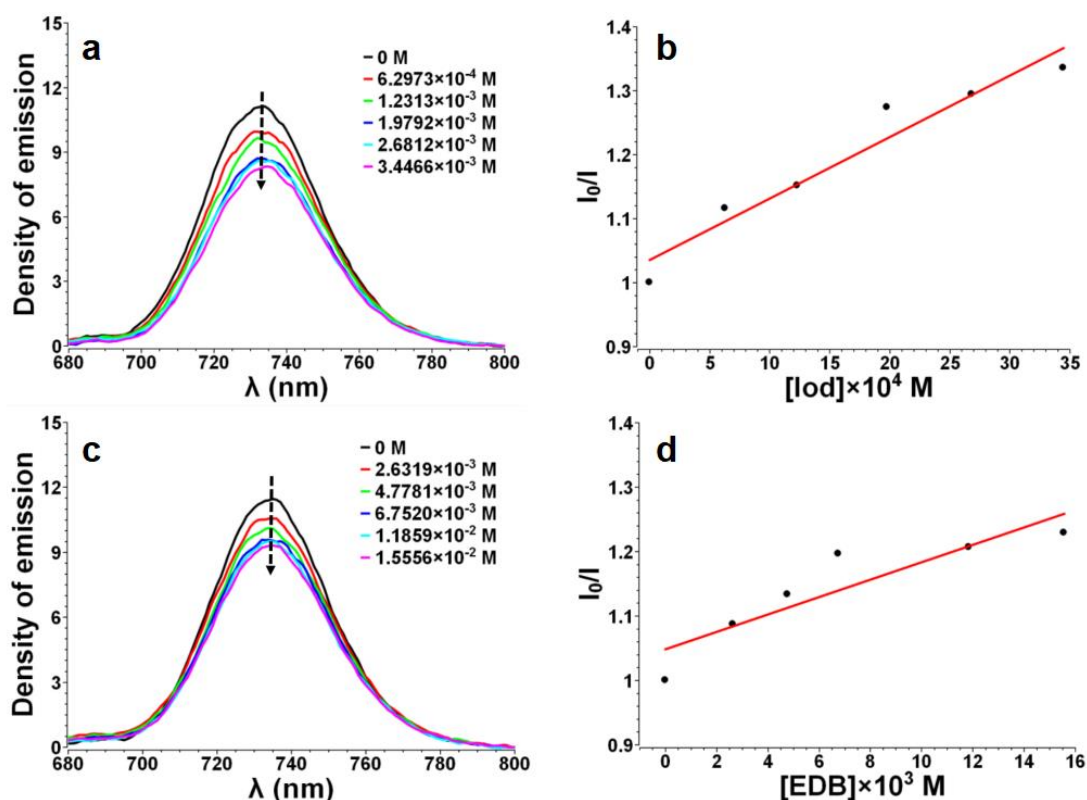 a
15
12
9
6
3
0
Density of emission
0 M
6.2973×10⁻⁴ M
1.2313×10⁻³ M
1.9792×10⁻³ M
2.6812×10⁻³ M
3.4466×10⁻³ M
680 700 720 740 760 780 800
λ (nm)
b
1.4
1.3
1.2
1.1
1
0.9
I₀/I
0 5 10 15 20 25 30 35
[Iod]×10⁴ M
c
15
12
9
6
3
0
Density of emission
0 M
2.6319×10⁻³ M
4.7781×10⁻³ M
6.7520×10⁻³ M
1.1859×10⁻² M
1.5556×10⁻² M
680 700 720 740 760 780 800
λ (nm)
d
1.4
1.3
1.2
1.1
1
0.9
I₀/I
0 2 4 6 8 10 12 14 16
[EDB]×10³ M